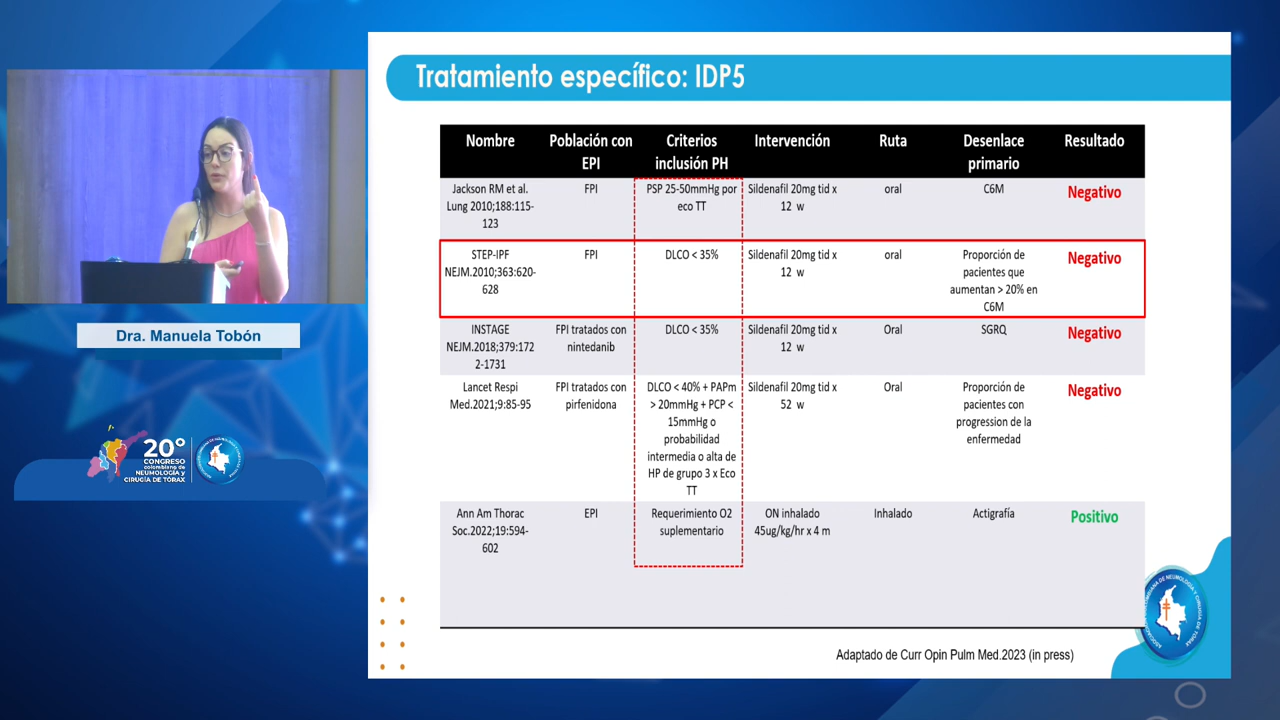 Tratamiento específico: IDP5
Nombre
Población con
EPI
Criterios
inclusión PH
Intervención
Ruta
Desenlace
primario
Resultado
Jackson RM et al.
Lung 2010;188:115-
123
FPI
PSP 25-50mmHg por
eco TT
Sildenafil 20mg tid x
12 w
oral
C6M
Negativo
STEP-IPF
NEJM.2010;363:620-
628
FPI
DLCO < 35%
Sildenafil 20mg tid x
12 w
oral
Proporción de
pacientes que
aumentan > 20% en
C6M
Negativo
INSTAGE
NEJM.2018;379:172
2-1731
FPI tratados con
nintedanib
DLCO < 35%
Sildenafil 20mg tid x
12 w
Oral
SGRQ
Negativo
Lancet Respi
Med.2021;9:85-95
FPI tratados con
pirfenidona
DLCO < 40% + PAPm
> 20mmHg + PCP <
15mmHg o
probabilidad
intermedia o alta de
HP de grupo 3 x Eco
TT
Sildenafil 20mg tid x
52 w
Oral
Proporción de
pacientes con
progression de la
enfermedad
Negativo
Ann Am Thorac
Soc.2022;19:594-
602
EPI
Requerimiento O2
suplementario
ON inhalado
45ug/kg/hr x 4 m
Inhalado
Actigrafía
Positivo
Adaptado de Curr Opin Pulm Med.2023 (in press)
Dra. Manuela Tobón
20°
CONGRESO
colombiano de
NEUMOLOGÍA y
CIRUGÍA DE TÓRAX